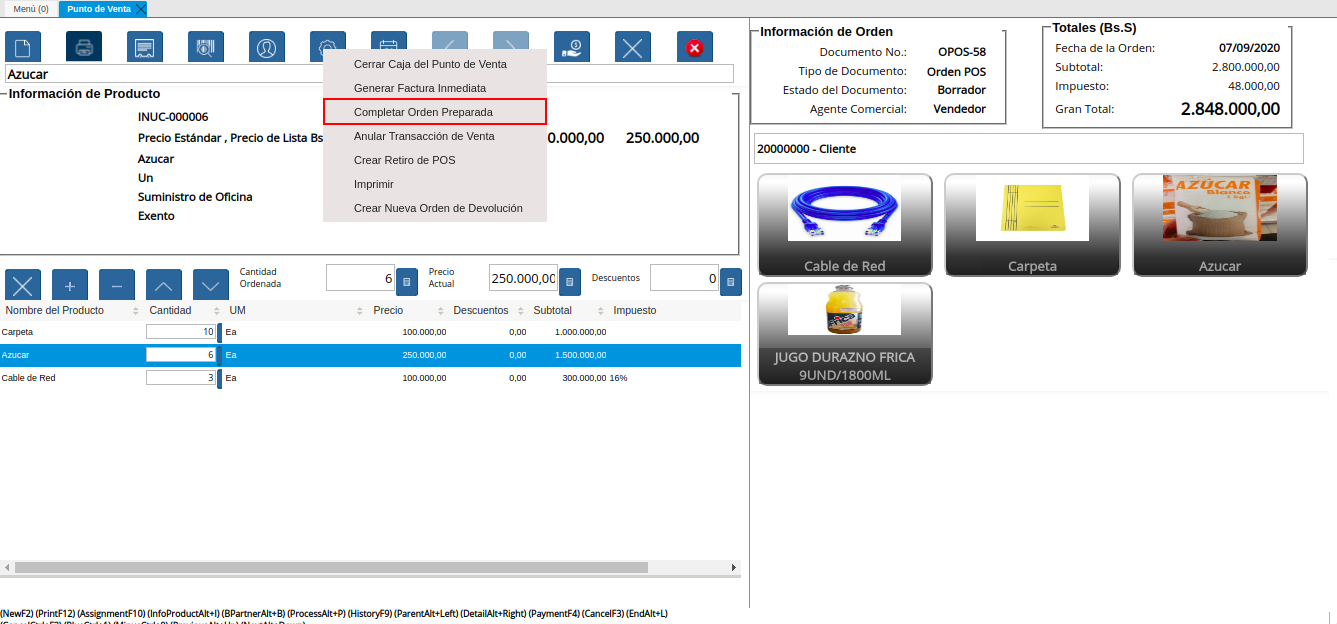 Menú (0)
Punto de Venta
Azucar
Información de Producto
INUC-000006
Precio Estándar , Precio de Lista Bs
0.000,00
250.000,00
Azucar
Un
Suministro de Oficina
Exento
Cerrar Caja del Punto de Venta
Generar Factura Inmediata
Completar Orden Preparada
Anular Transacción de Venta
Crear Retiro de POS
Imprimir
Crear Nueva Orden de Devolución
Cantidad
Ordenada
6
Precio
Actual
250.000,00
Descuentos
0
Nombre del Producto Cantidad UM Precio Descuentos Subtotal Impuesto
Carpeta 10 Ea 100.000,00 0,00 1.000.000,00
Azucar 6 Ea 250.000,00 0,00 1.500.000,00
Cable de Red 3 Ea 100.000,00 0,00 300.000,00 16%
(NewF2) (PrintF12) (AssignmentF10) (InfoProductAlt+I) (BPartnerAlt+B) (ProcessAlt+P) (HistoryF9) (ParentAlt+Left) (DetailAlt+Right) (PaymentF4) (CancelF3) (EndAlt+L)
Información de Orden
Documento No.: OPOS-58
Tipo de Documento: Orden POS
Estado del Documento: Borrador
Agente Comercial: Vendedor
Totales (Bs.S)
Fecha de la Orden: 07/09/2020
Subtotal: 2.800.000,00
Impuesto: 48.000,00
Gran Total: 2.848.000,00
20000000 - Cliente
Cable de Red
Carpeta
AZÚCAR
Blanco
Azucar
JUGO DURAZNO FRICA
9UND/1800ML